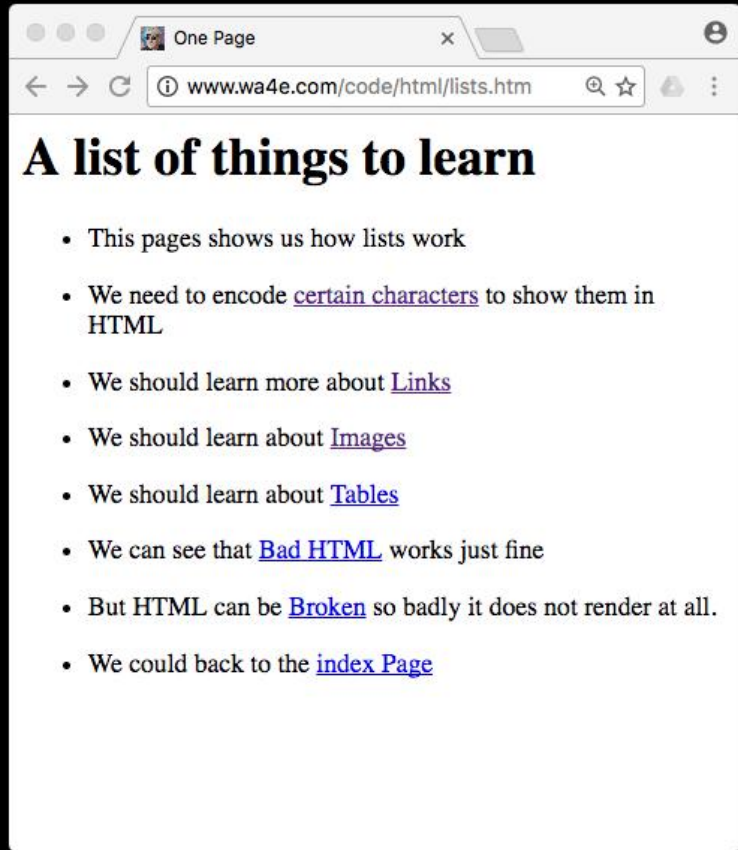 One Page
www.wa4e.com/code/html/lists.htm
A list of things to learn
• This pages shows us how lists work
• We need to encode certain characters to show them in
HTML
• We should learn more about Links
• We should learn about Images
• We should learn about Tables
• We can see that Bad HTML works just fine
• But HTML can be Broken so badly it does not render at all.
• We could back to the index Page